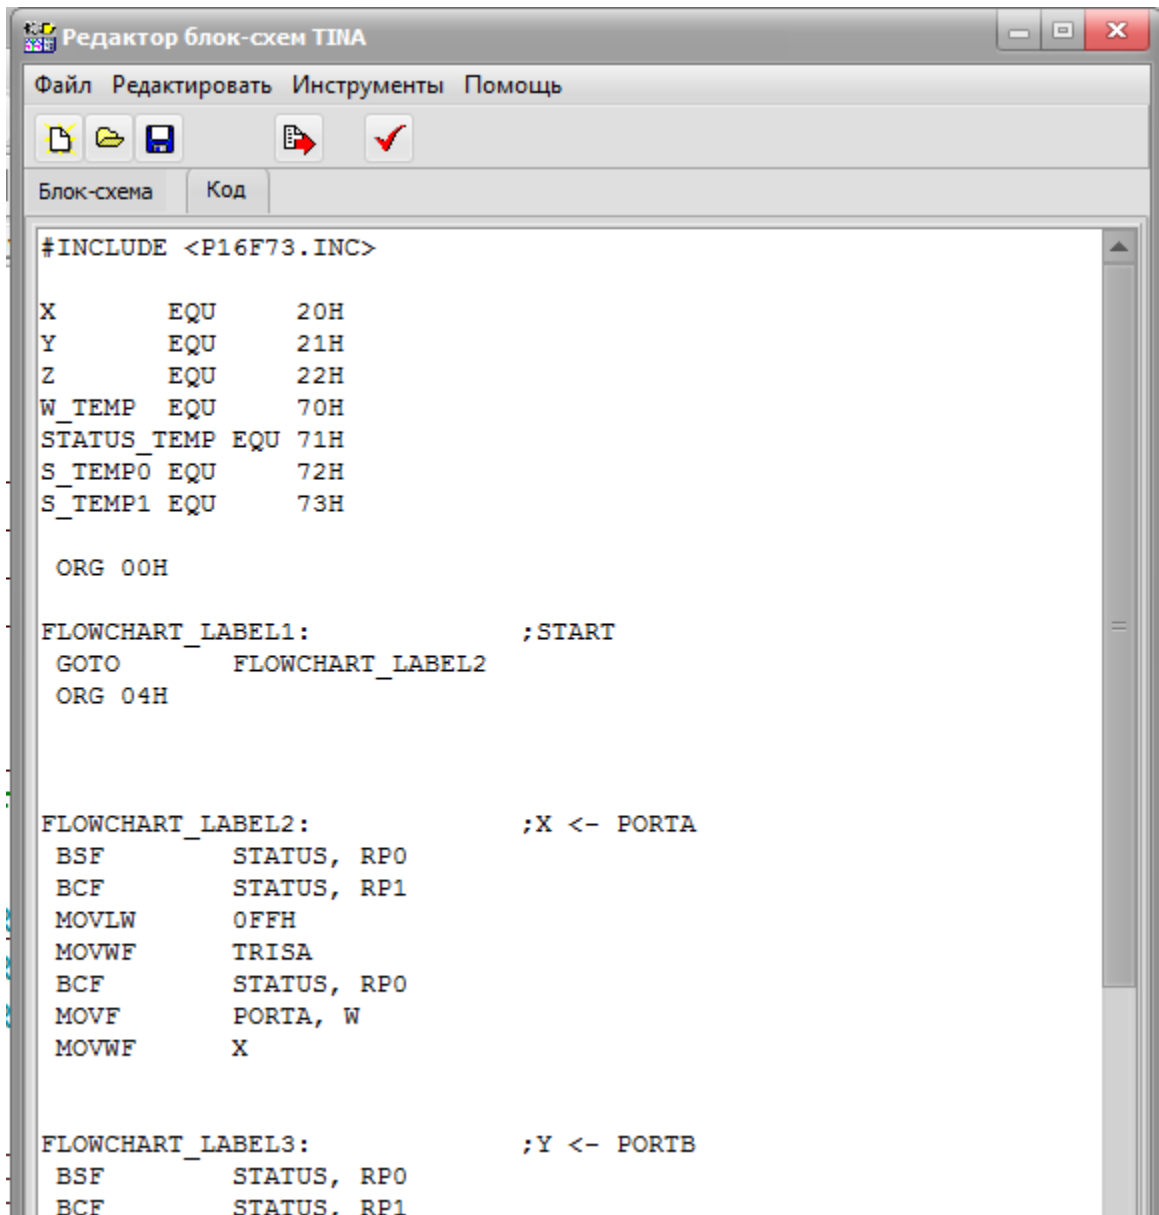 Редактор блок-схем TINA
Файл Редактировать Инструменты Помощь
Блок-схема Код
#INCLUDE <P16F73.INC>
X EQU 20H
Y EQU 21H
Z EQU 22H
W_TEMP EQU 70H
STATUS_TEMP EQU 71H
S_TEMP0 EQU 72H
S_TEMP1 EQU 73H
ORG 00H
FLOWCHART_LABEL1: ;START
GOTO FLOWCHART_LABEL2
ORG 04H
FLOWCHART_LABEL2: ;X <- PORTA
BSF STATUS, RP0
BCF STATUS, RP1
MOVLW 0FFH
MOVWF TRISA
BCF STATUS, RP0
MOVF PORTA, W
MOVWF X
FLOWCHART_LABEL3: ;Y <- PORTB
BSF STATUS, RP0
BCF STATUS, RP1